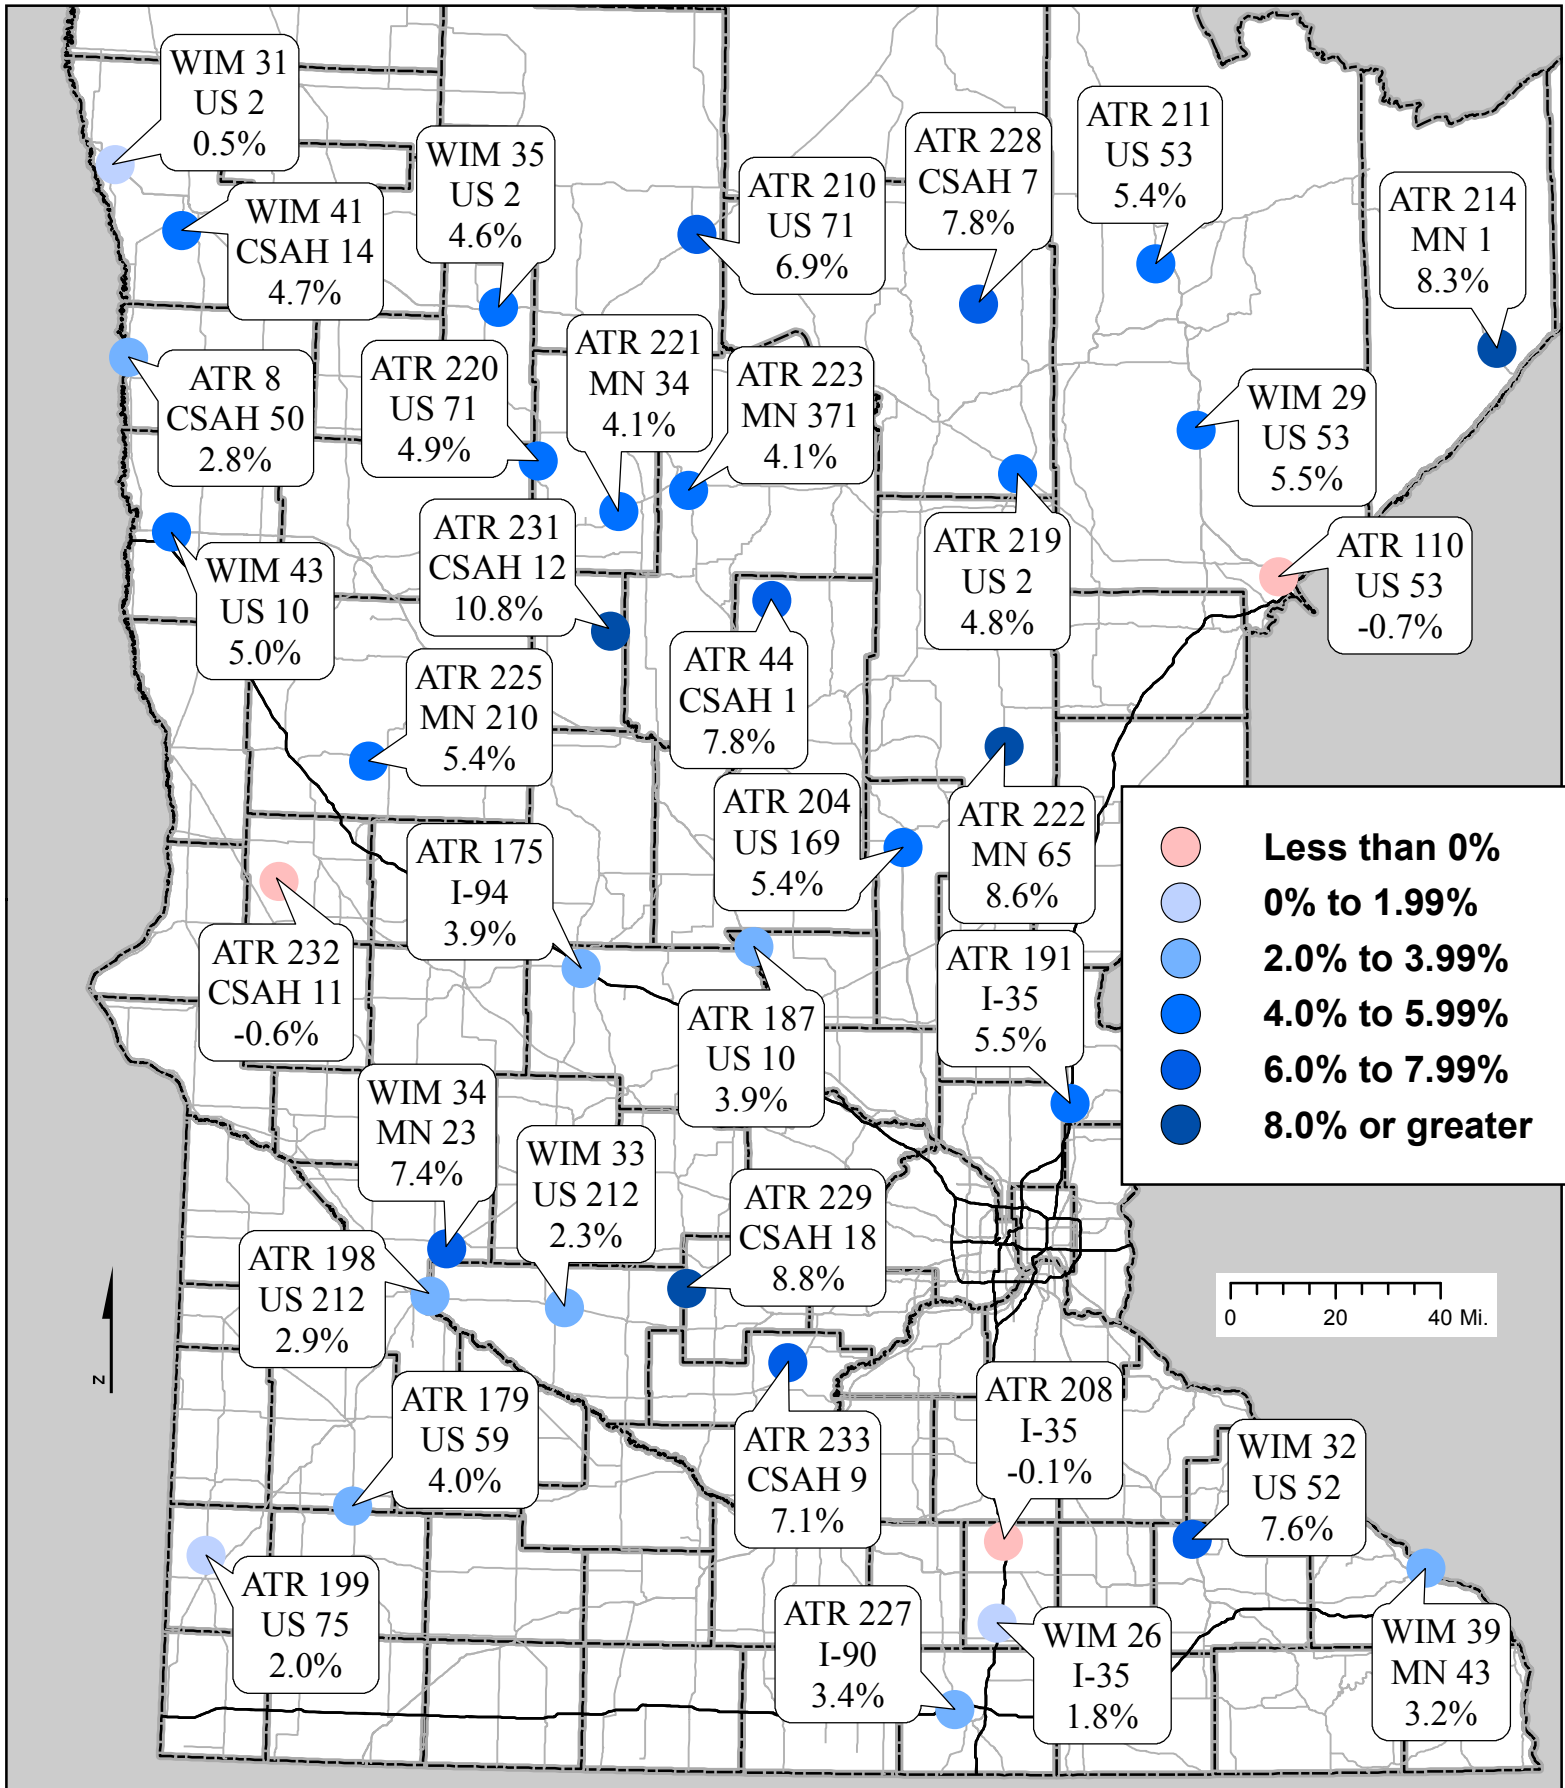 WIM 31
US 2
0.5%
WIM 41
CSAH 14
4.7%
WIM 35
US 2
4.6%
ATR 210
US 71
6.9%
ATR 228
CSAH 7
7.8%
ATR 211
US 53
5.4%
ATR 214
MN 1
8.3%
ATR 8
CSAH 50
2.8%
ATR 220
US 71
4.9%
ATR 221
MN 34
4.1%
ATR 223
MN 371
4.1%
WIM 29
US 53
5.5%
ATR 231
CSAH 12
10.8%
ATR 219
US 2
4.8%
ATR 110
US 53
-0.7%
WIM 43
US 10
5.0%
ATR 225
MN 210
5.4%
ATR 44
CSAH 1
7.8%
ATR 204
US 169
5.4%
ATR 222
MN 65
8.6%
Less than 0%
0% to 1.99%
2.0% to 3.99%
4.0% to 5.99%
6.0% to 7.99%
8.0% or greater
ATR 175
I-94
3.9%
ATR 232
CSAH 11
-0.6%
ATR 187
US 10
3.9%
ATR 191
I-35
5.5%
WIM 34
MN 23
7.4%
WIM 33
US 212
2.3%
ATR 229
CSAH 18
8.8%
ATR 198
US 212
2.9%
0 20 40 Mi.
N
ATR 179
US 59
4.0%
ATR 233
CSAH 9
7.1%
ATR 208
I-35
-0.1%
WIM 32
US 52
7.6%
ATR 199
US 75
2.0%
ATR 227
I-90
3.4%
WIM 26
I-35
1.8%
WIM 39
MN 43
3.2%